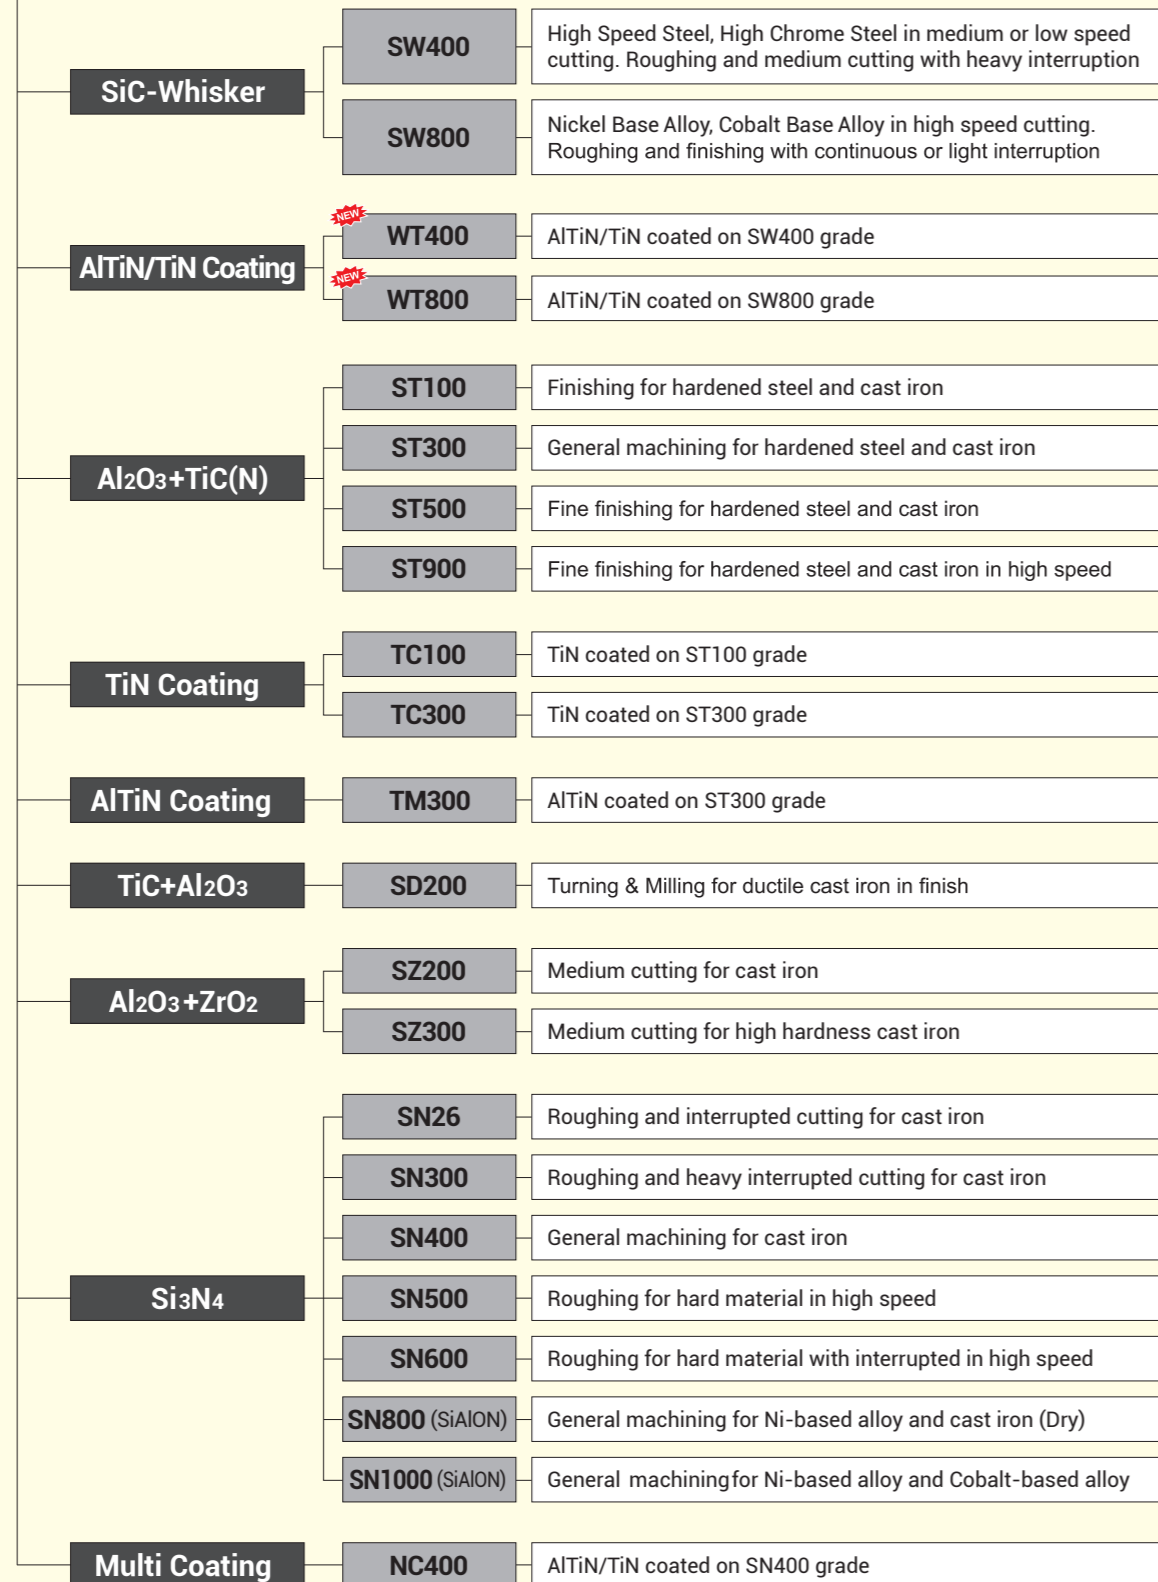 SiC-Whisker
SW400
High Speed Steel, High Chrome Steel in medium or low speed
cutting. Roughing and medium cutting with heavy interruption
SW800
Nickel Base Alloy, Cobalt Base Alloy in high speed cutting.
Roughing and finishing with continuous or light interruption
AlTiN/TiN Coating
NEW
WT400
AlTiN/TiN coated on SW400 grade
NEW
WT800
AlTiN/TiN coated on SW800 grade
Al2O3+TiC(N)
ST100
Finishing for hardened steel and cast iron
ST300
General machining for hardened steel and cast iron
ST500
Fine finishing for hardened steel and cast iron
ST900
Fine finishing for hardened steel and cast iron in high speed
TiN Coating
TC100
TiN coated on ST100 grade
TC300
TiN coated on ST300 grade
AlTiN Coating
TM300
AlTiN coated on ST300 grade
TiC+Al2O3
SD200
Turning & Milling for ductile cast iron in finish
Al2O3+ZrO2
SZ200
Medium cutting for cast iron
SZ300
Medium cutting for high hardness cast iron
Si3N4
SN26
Roughing and interrupted cutting for cast iron
SN300
Roughing and heavy interrupted cutting for cast iron
SN400
General machining for cast iron
SN500
Roughing for hard material in high speed
SN600
Roughing for hard material with interrupted in high speed
SN800 (SiAlON)
General machining for Ni-based alloy and cast iron (Dry)
SN1000 (SiAlON)
General machiningfor Ni-based alloy and Cobalt-based alloy
Multi Coating
NC400
AlTiN/TiN coated on SN400 grade